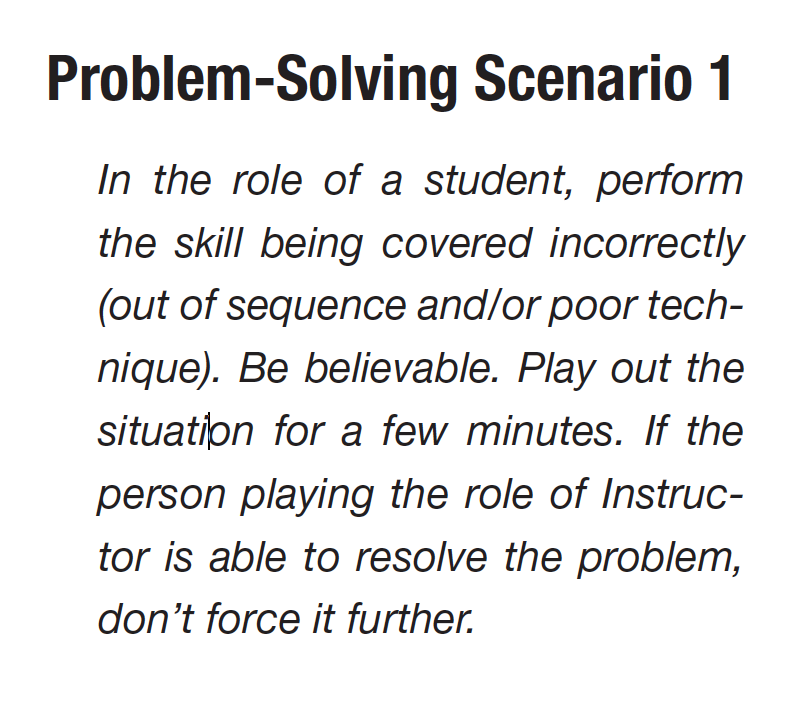 Problem-Solving Scenario 1
In the role of a student, perform
the skill being covered incorrectly
(out of sequence and/or poor tech-
nique). Be believable. Play out the
situation for a few minutes. If the
person playing the role of Instruc-
tor is able to resolve the problem,
don’t force it further.